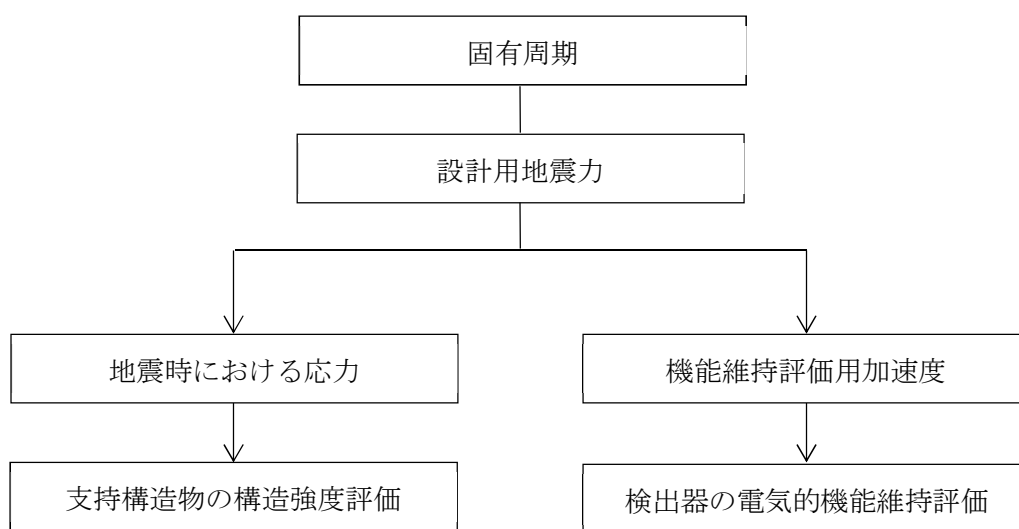 固有周期
設計用地震力
地震時における応力
機能維持評価用加速度
支持構造物の構造強度評価
検出器の電気的機能維持評価